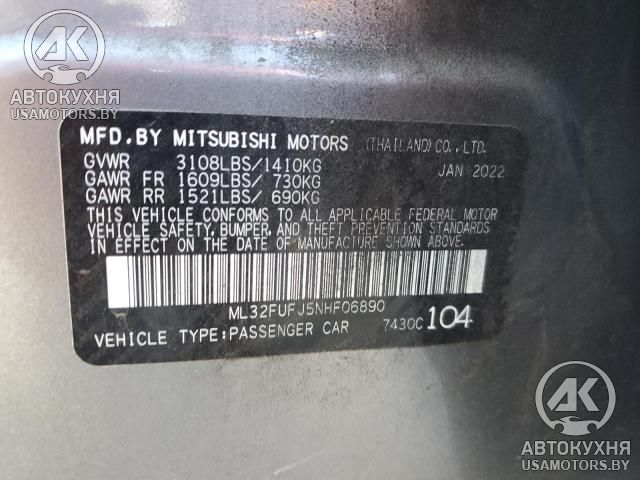 АК
АВТОКУХНЯ
USAMOTORS.BY
MFD.BY MITSUBISHI MOTORS (THAILAND)CO.,LTD.
GVWR 3108LBS/1410KG JAN 2022
GAWR FR 1609LBS/ 730KG
GAWR RR 1521LBS/ 690KG
THIS VEHICLE CONFORMS TO ALL APPLICABLE FEDERAL MOTOR
VEHICLE SAFETY, BUMPER, AND THEFT PREVENTION STANDARDS
IN EFFECT ON THE DATE OF MANUFACTURE SHOWN ABOVE.
ML32FUFJ5NHF06890
VEHICLE TYPE:PASSENGER CAR 7430C 104
АК
АВТОКУХНЯ
USAMOTORS.BY